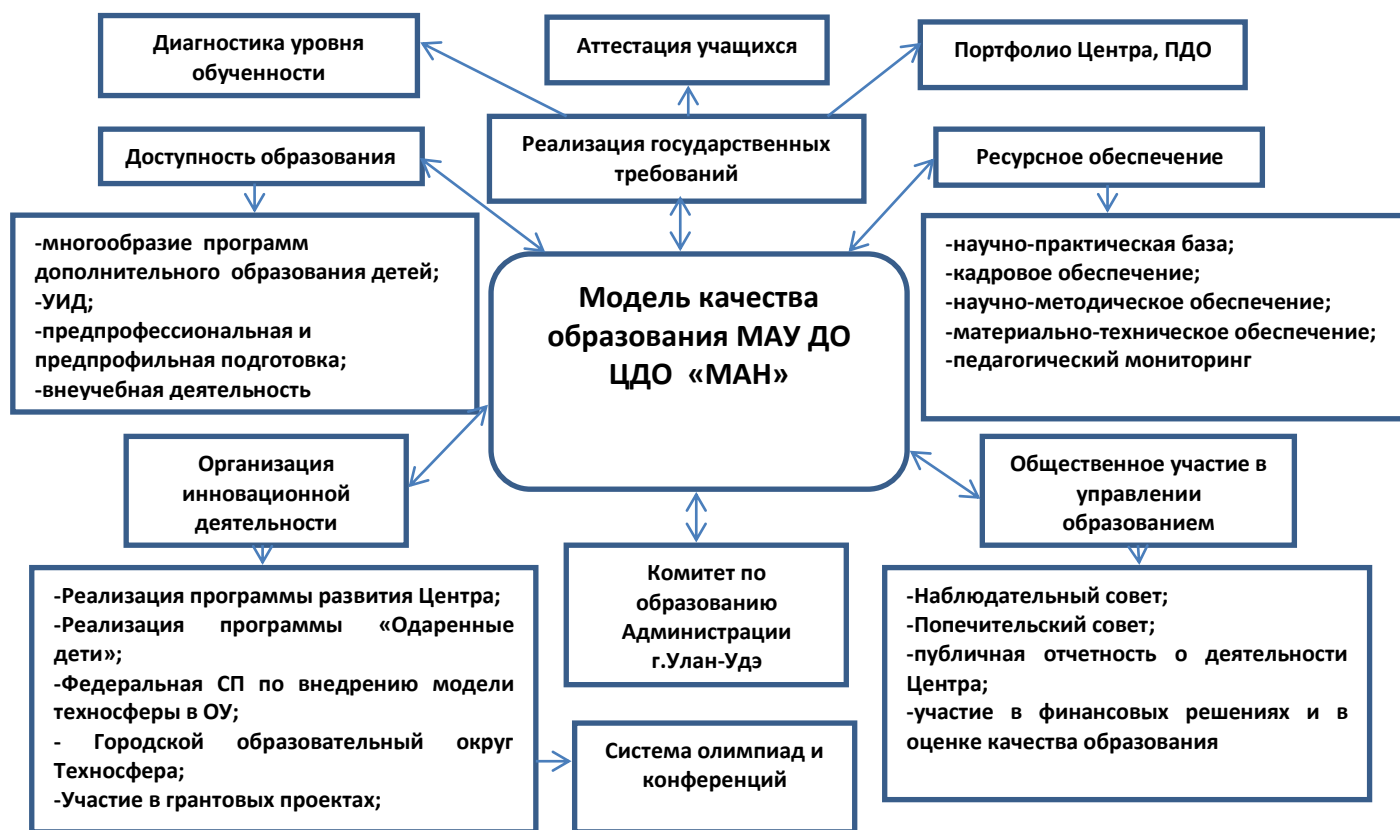 Диагностика уровня
обученности
Аттестация учащихся
Портфолио Центра, ПДО
Доступность образования
Реализация государственных
требований
Ресурсное обеспечение
-многообразие программ
дополнительного образования детей;
-УИД;
-предпрофессиональная и
предпрофильная подготовка;
-внеучебная деятельность
Модель качества
образования МАУ ДО
ЦДО «МАН»
-научно-практическая база;
-кадровое обеспечение;
-научно-методическое обеспечение;
-материально-техническое обеспечение;
-педагогический мониторинг
Организация
инновационной
деятельности
Общественное участие в
управлении
образованием
-Реализация программы развития Центра;
-Реализация программы «Одаренные
дети»;
-Федеральная СП по внедрению модели
техносферы в ОУ;
- Городской образовательный округ
Техносфера;
-Участие в грантовых проектах;
Комитет по
образованию
Администрации
г.Улан-Удэ
Система олимпиад и
конференций
-Наблюдательный совет;
-Попечительский совет;
-публичная отчетность о деятельности
Центра;
-участие в финансовых решениях и в
оценке качества образования